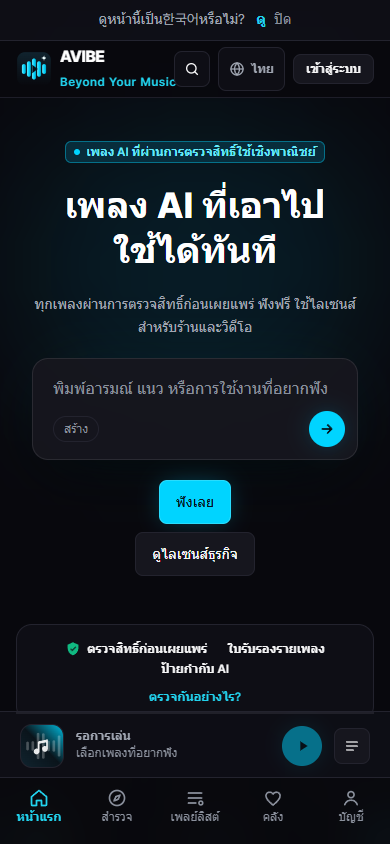 ดูหน้านี้เป็น한국어หรือไม่? ดู ปิด
AVIBE
Beyond Your Music
ไทย
เข้าสู่ระบบ
เพลง AI ที่ผ่านการตรวจสิทธิ์ใช้เชิงพาณิชย์
เพลง AI ที่เอาไป
ใช้ได้ทันที
ทุกเพลงผ่านการตรวจสิทธิ์ก่อนเผยแพร่ ฟังฟรี ใช้ไลเซนส์
สำหรับร้านและวิดีโอ
พิมพ์อารมณ์ แนว หรือการใช้งานที่อยากฟัง
สร้าง
ฟังเลย
ดูไลเซนส์ธุรกิจ
ตรวจสิทธิ์ก่อนเผยแพร่ ใบรับรองรายเพลง
ป้ายกำกับ AI
ตรวจกันอย่างไร?
รอการเล่น
เลือกเพลงที่อยากฟัง
หน้าแรก สำรวจ เพลย์ลิสต์ คลัง บัญชี